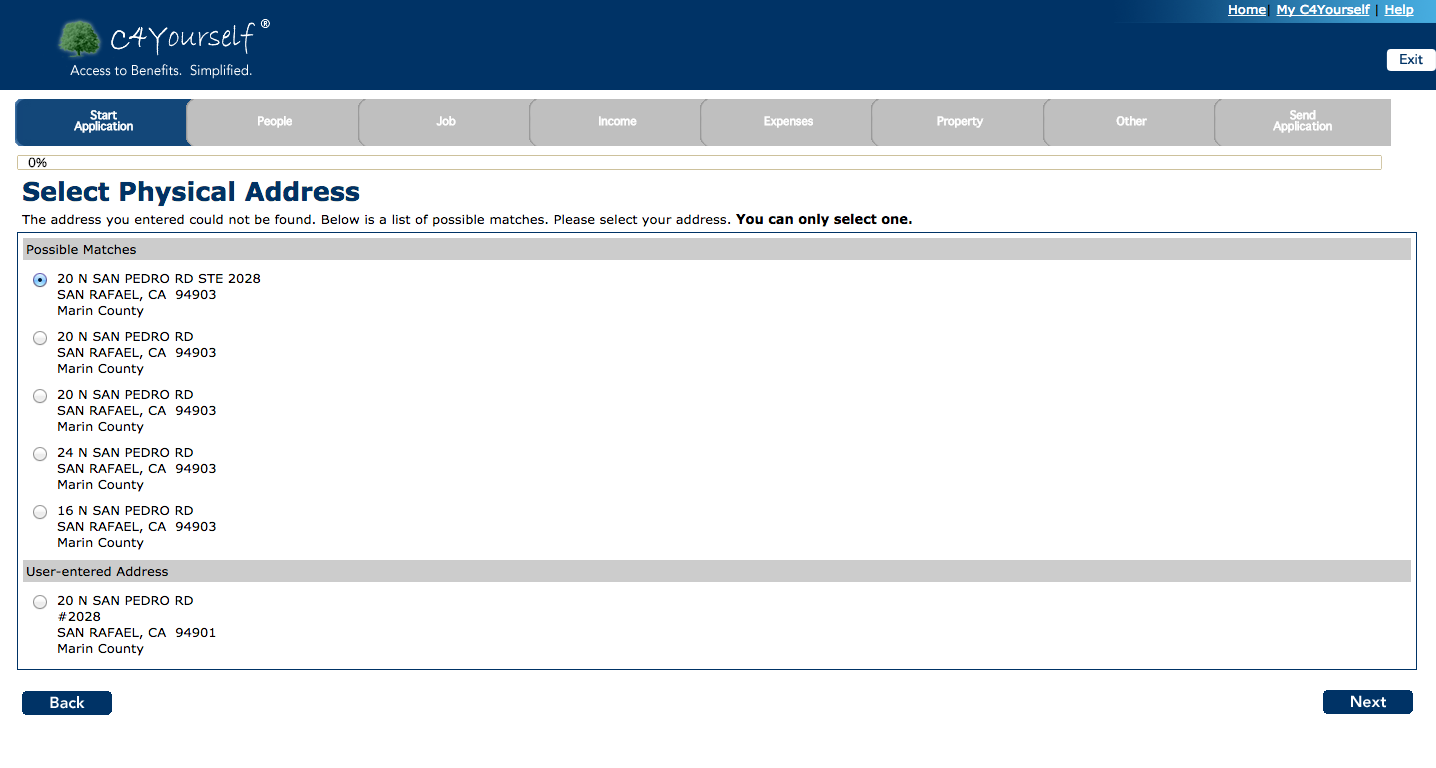 Home| My C4Yourself | Help
C4Yourself®
Access to Benefits. Simplified.
Exit
Start
Application
People
Job
Income
Expenses
Property
Other
Send
Application
0%
Select Physical Address
The address you entered could not be found. Below is a list of possible matches. Please select your address. You can only select one.
Possible Matches
20 N SAN PEDRO RD STE 2028
SAN RAFAEL, CA 94903
Marin County
20 N SAN PEDRO RD
SAN RAFAEL, CA 94903
Marin County
20 N SAN PEDRO RD
SAN RAFAEL, CA 94903
Marin County
24 N SAN PEDRO RD
SAN RAFAEL, CA 94903
Marin County
16 N SAN PEDRO RD
SAN RAFAEL, CA 94903
Marin County
User-entered Address
20 N SAN PEDRO RD
#2028
SAN RAFAEL, CA 94901
Marin County
Back
Next